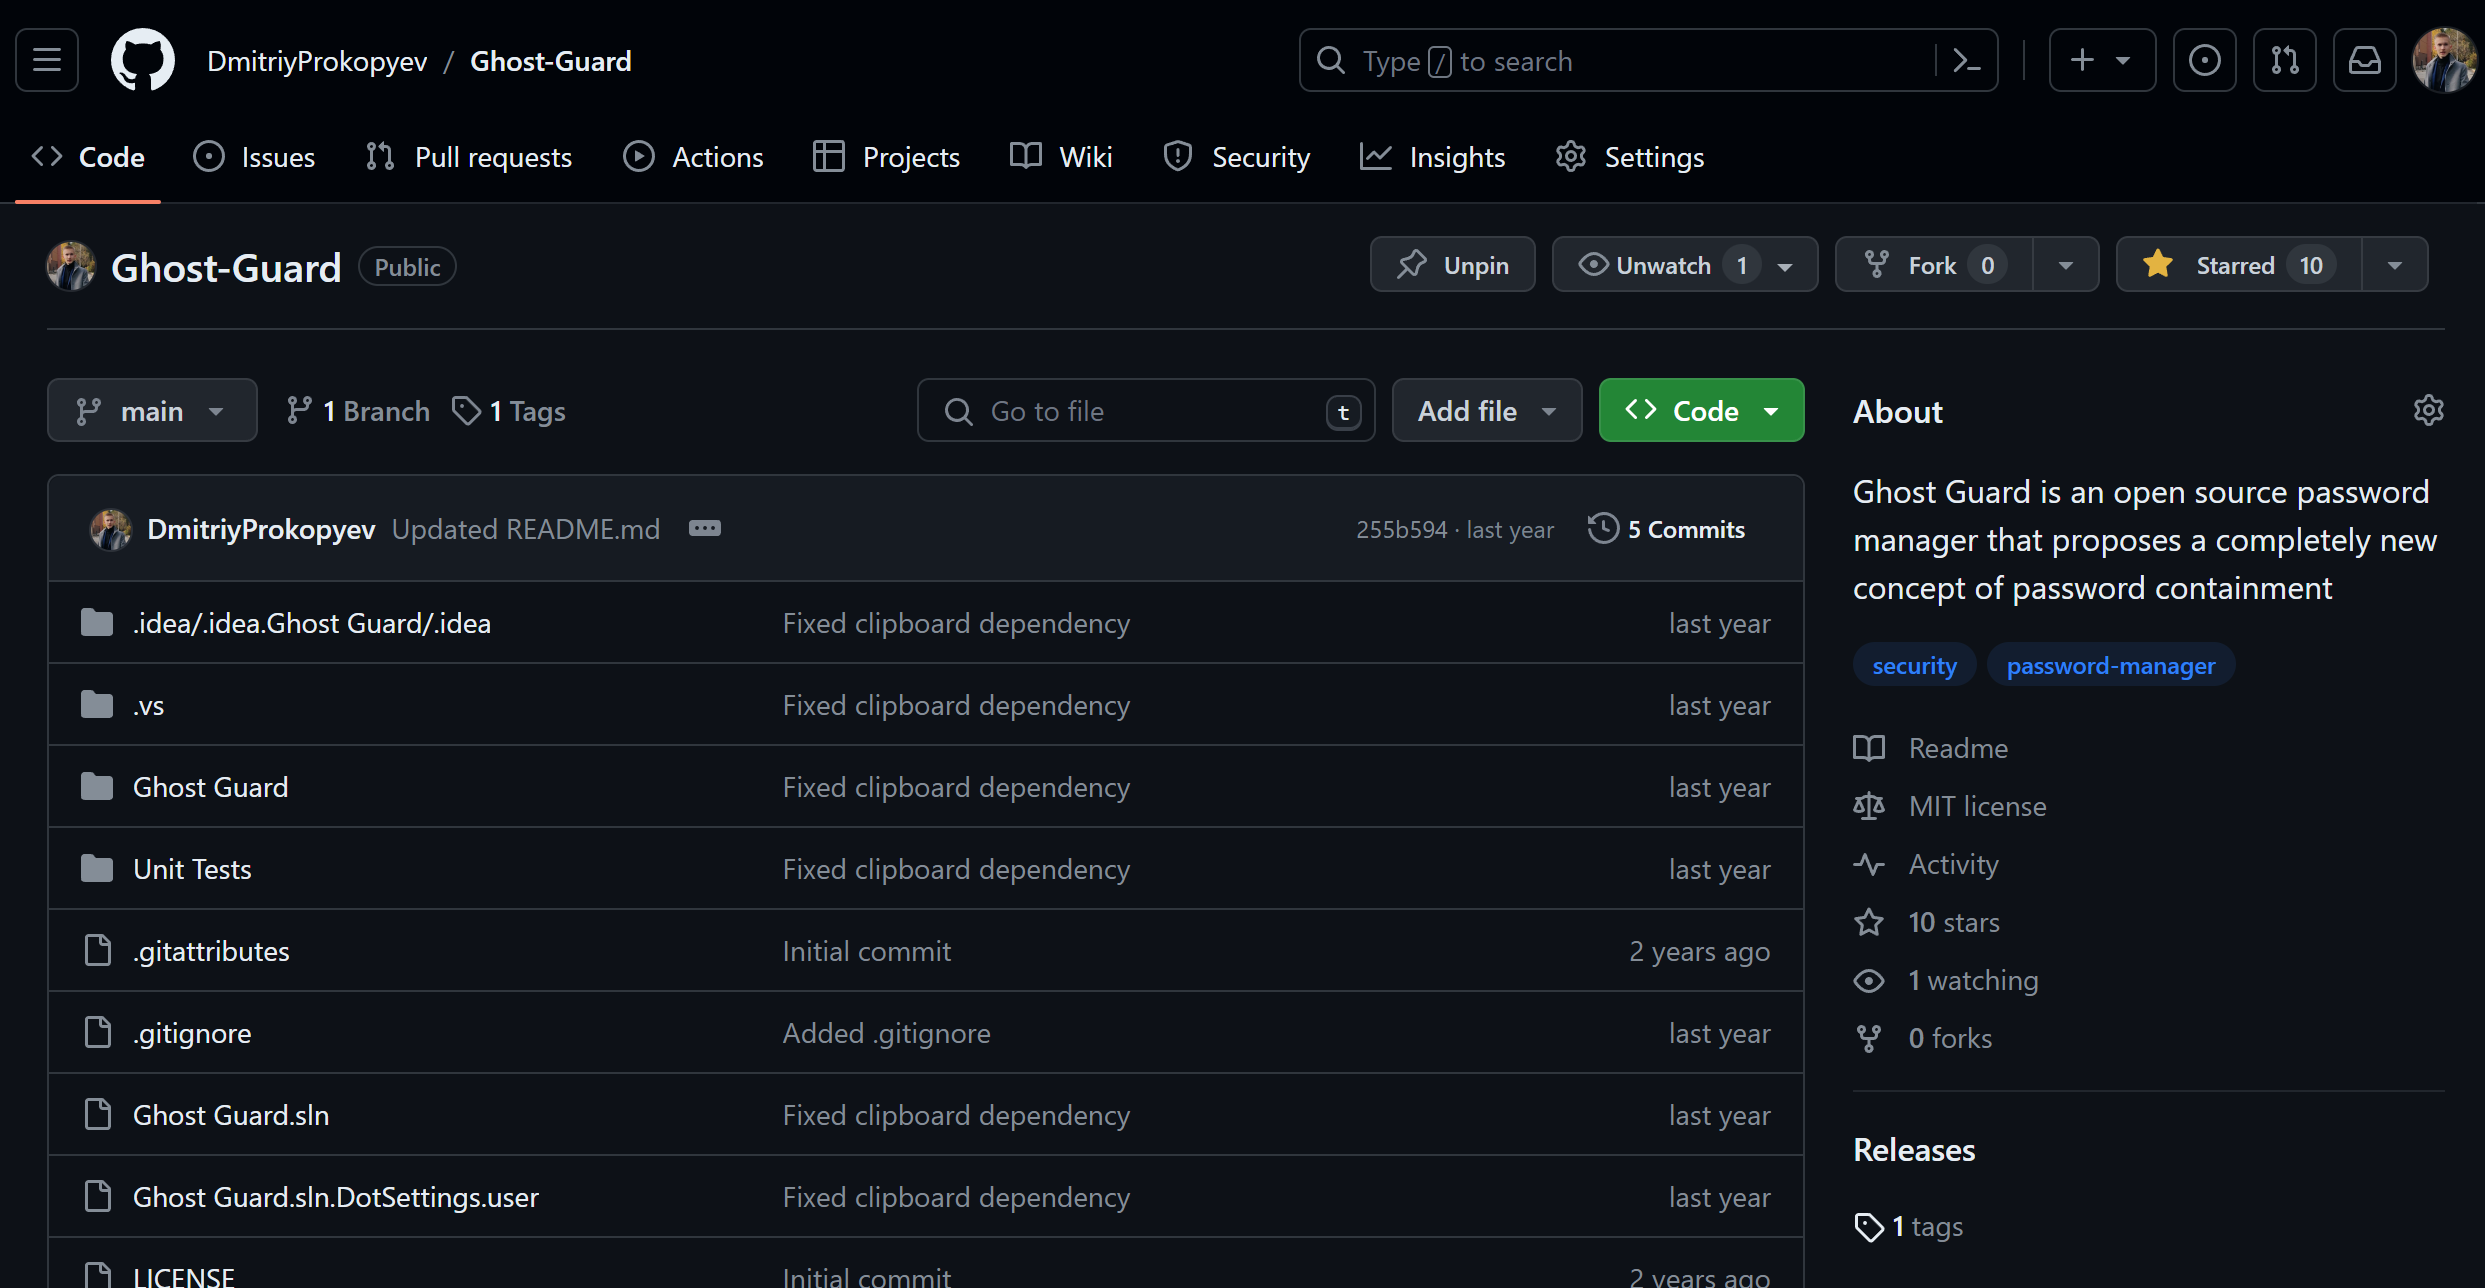 DmitriyProkopyev / Ghost-Guard
Type / to search
Code Issues Pull requests Actions Projects Wiki Security Insights Settings
Ghost-Guard Public
Unpin Unwatch 1 Fork 0 Starred 10
main 1 Branch 1 Tags Go to file t Add file Code
DmitriyProkopyev Updated README.md 255b594 · last year 5 Commits
.idea/.idea.Ghost Guard/.idea Fixed clipboard dependency last year
.vs Fixed clipboard dependency last year
Ghost Guard Fixed clipboard dependency last year
Unit Tests Fixed clipboard dependency last year
.gitattributes Initial commit 2 years ago
.gitignore Added .gitignore last year
Ghost Guard.sln Fixed clipboard dependency last year
Ghost Guard.sln.DotSettings.user Fixed clipboard dependency last year
LICENSE Initial commit 2 years ago
About
Ghost Guard is an open source password
manager that proposes a completely new
concept of password containment
security password-manager
Readme
MIT license
Activity
10 stars
1 watching
0 forks
Releases
1 tags